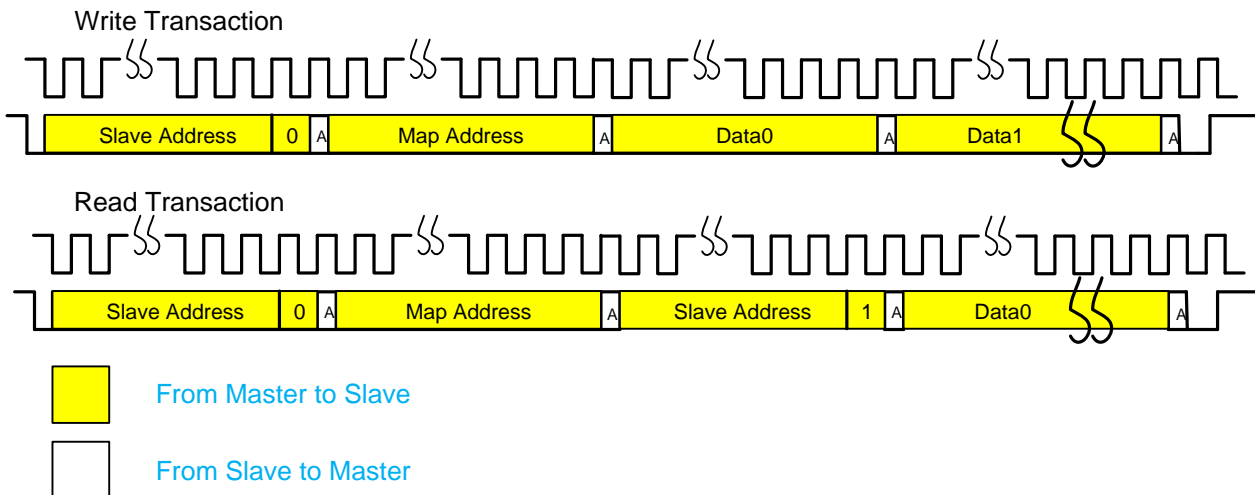 Write Transaction
Slave Address 0 A Map Address A Data0 A Data1 A
Read Transaction
Slave Address 0 A Map Address A Slave Address 1 A Data0 A
From Master to Slave
From Slave to Master